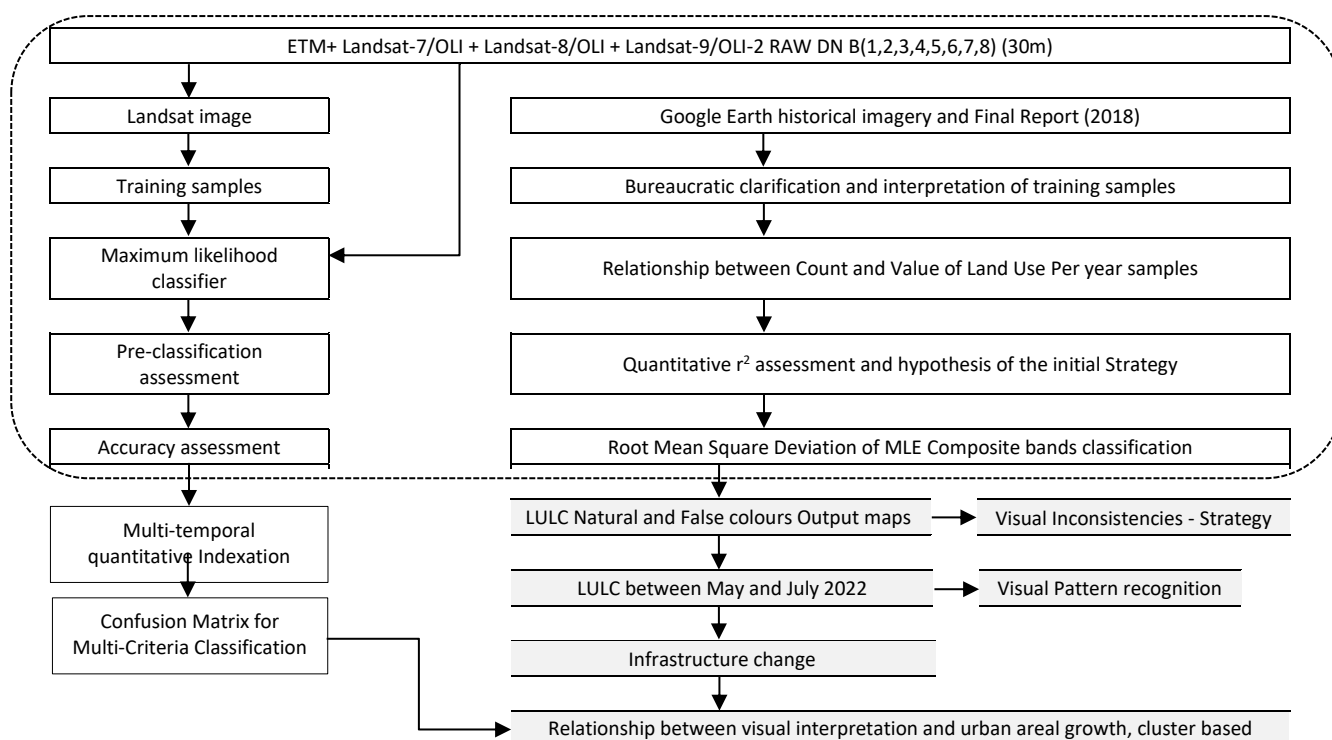 ETM+ Landsat-7/OLI + Landsat-8/OLI + Landsat-9/OLI-2 RAW DN B(1,2,3,4,5,6,7,8) (30m)
Landsat image
Google Earth historical imagery and Final Report (2018)
Training samples
Bureaucratic clarification and interpretation of training samples
Maximum likelihood
classifier
Relationship between Count and Value of Land Use Per year samples
Pre-classification
assessment
Quantitative r² assessment and hypothesis of the initial Strategy
Accuracy assessment
Root Mean Square Deviation of MLE Composite bands classification
Multi-temporal
quantitative Indexation
LULC Natural and False colours Output maps
Visual Inconsistencies - Strategy
LULC between May and July 2022
Visual Pattern recognition
Confusion Matrix for
Multi-Criteria Classification
Infrastructure change
Relationship between visual interpretation and urban areal growth, cluster based